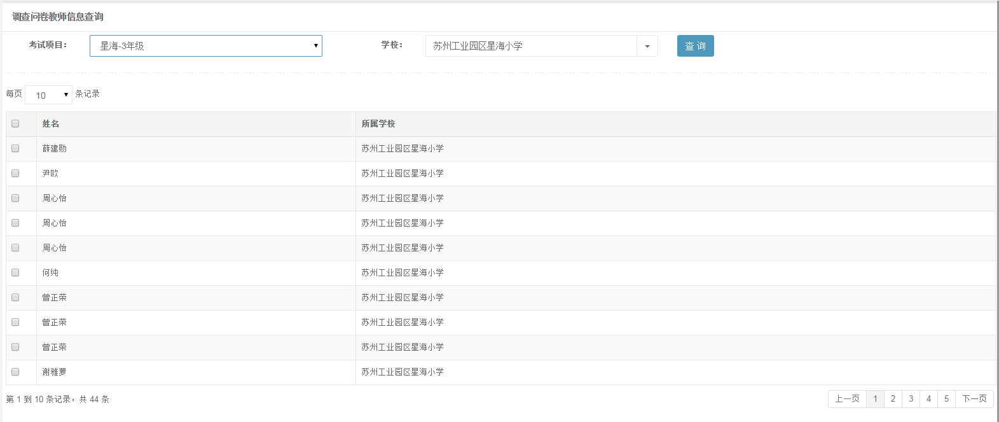 调查问卷教师信息查询
考试项目： 星海-3年级 学校： 苏州工业园区星海小学 查 询
每页 10 条记录
姓名 所属学校
薛建勋 苏州工业园区星海小学
尹欧 苏州工业园区星海小学
周心怡 苏州工业园区星海小学
周心怡 苏州工业园区星海小学
周心怡 苏州工业园区星海小学
何纯 苏州工业园区星海小学
曾正荣 苏州工业园区星海小学
曾正荣 苏州工业园区星海小学
曾正荣 苏州工业园区星海小学
谢雅萝 苏州工业园区星海小学
第 1 到 10 条记录，共 44 条 上一页 1 2 3 4 5 下一页